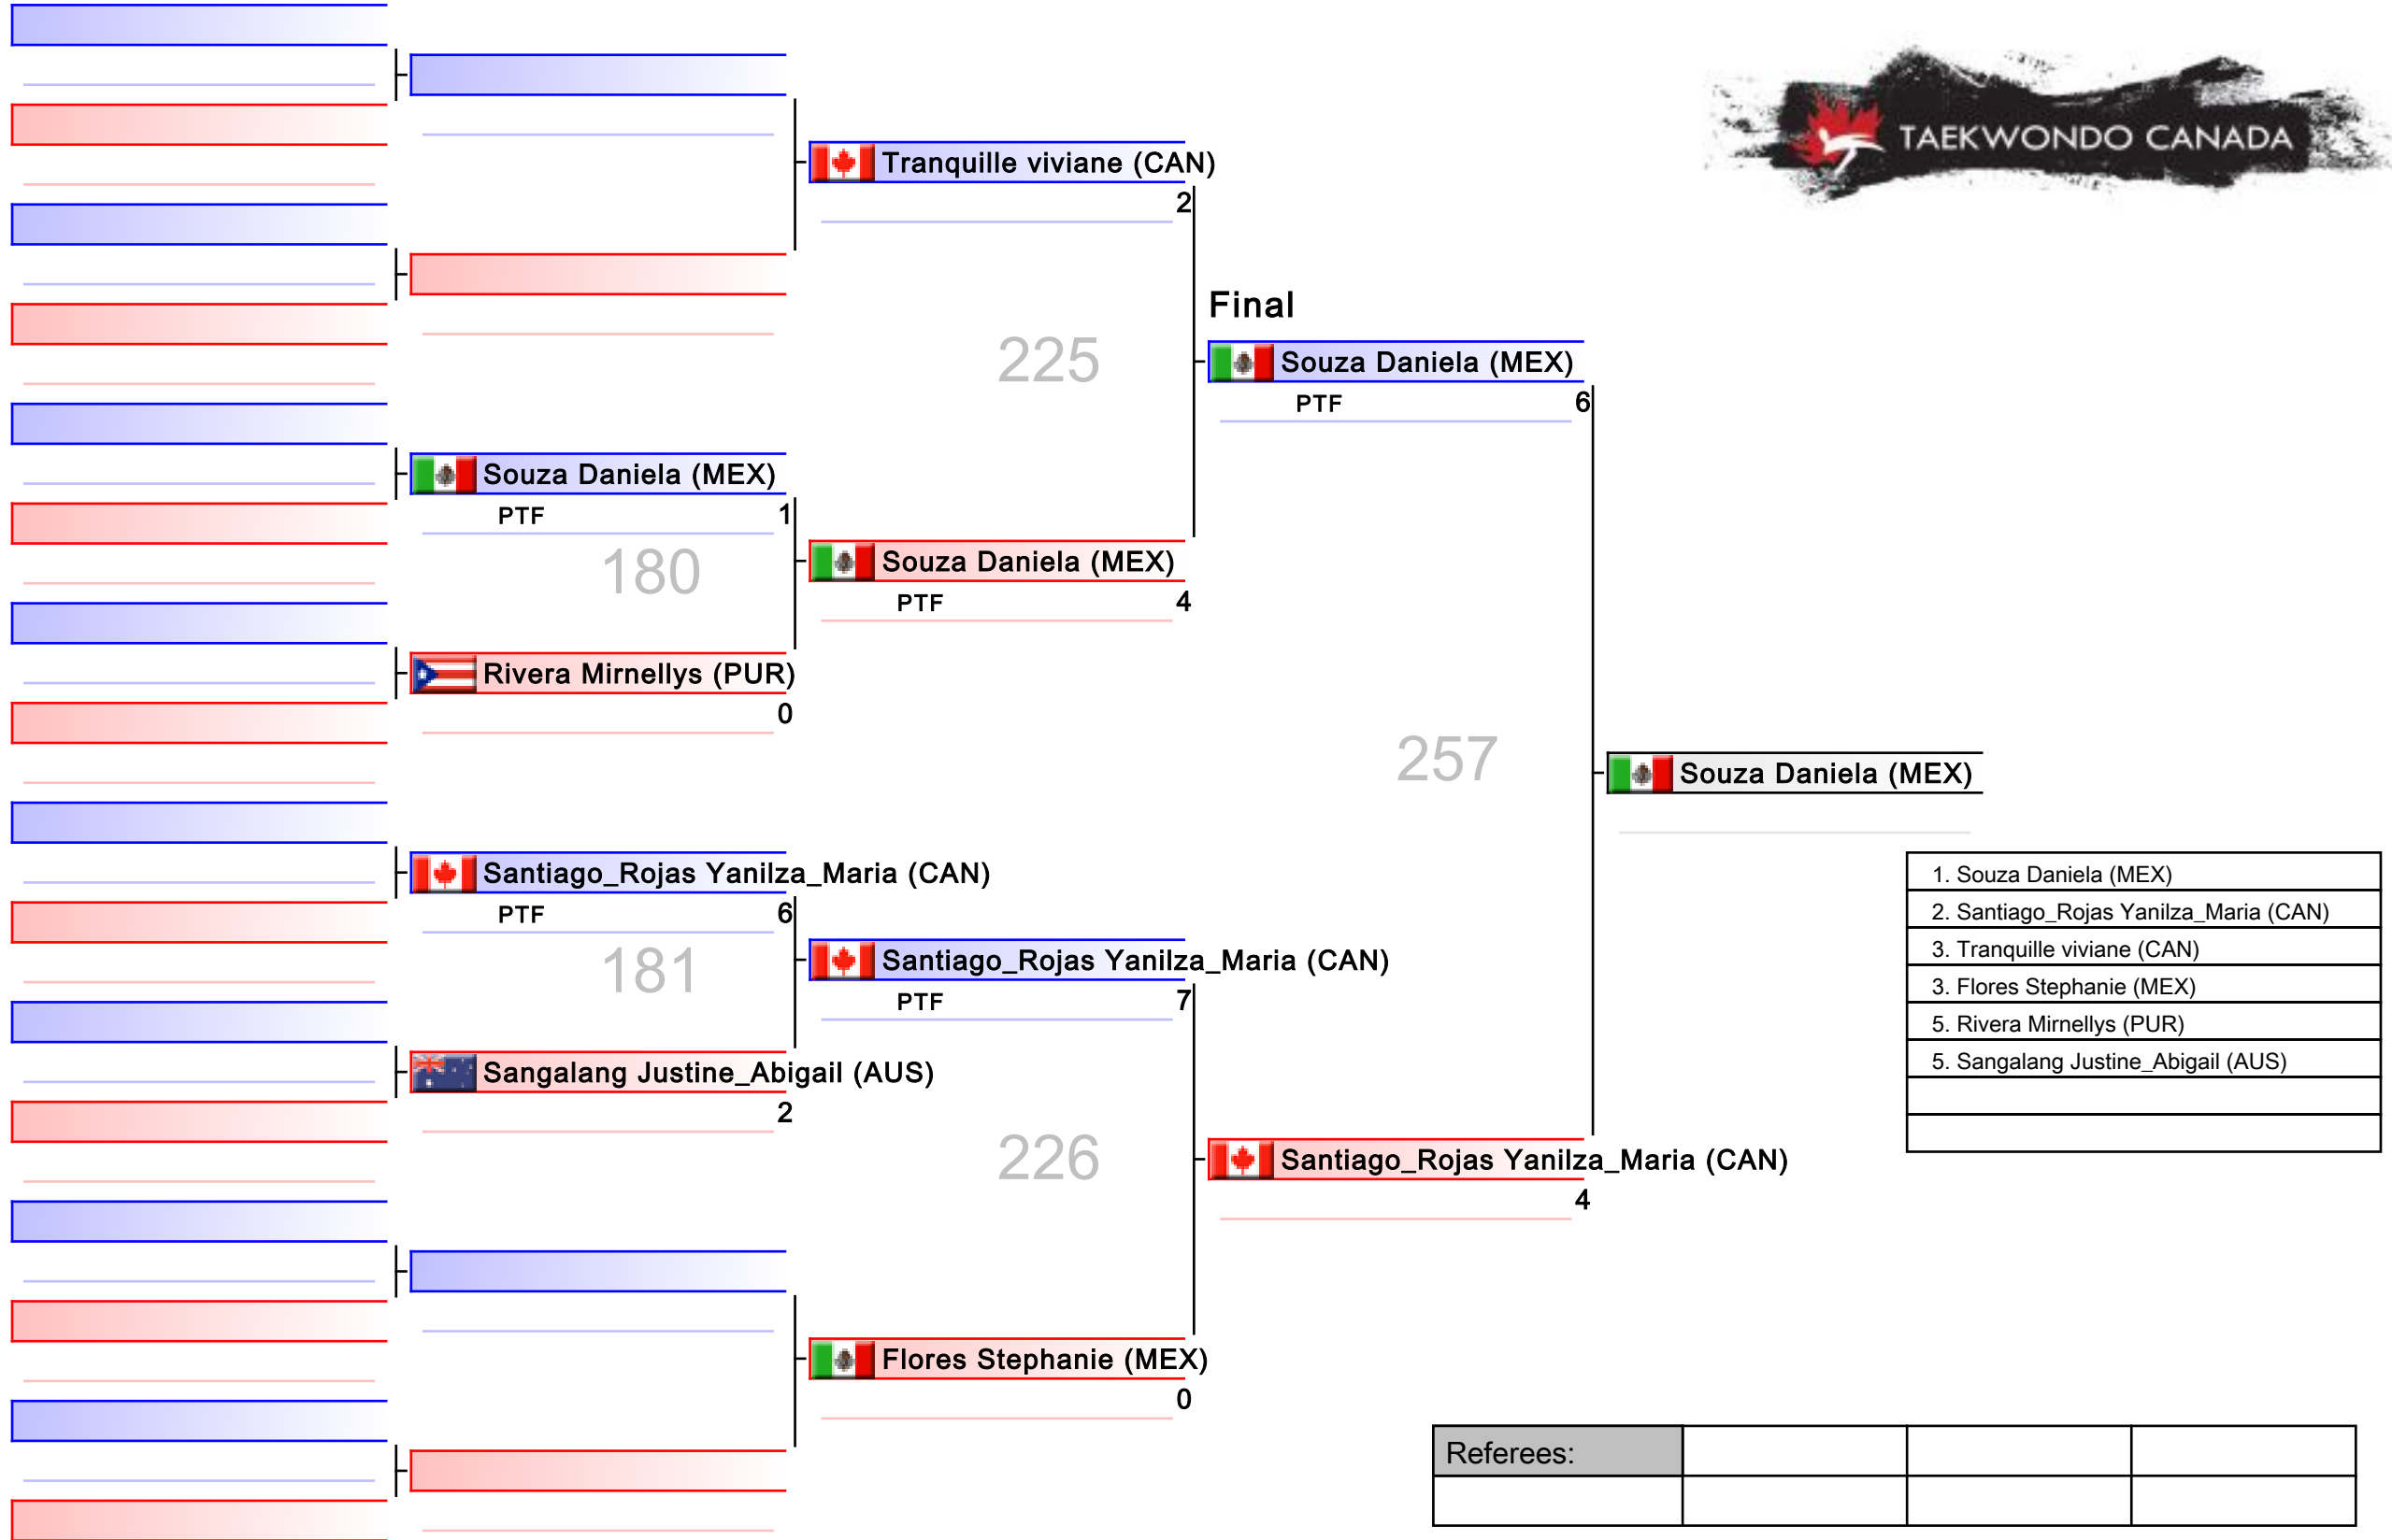 TAEKWONDO CANADA
Tranquille viviane (CAN)
2
Final
225
Souza Daniela (MEX)
PTF 6
Souza Daniela (MEX)
PTF 1
180
Souza Daniela (MEX)
PTF 4
Rivera Mirnellys (PUR)
0
257
Souza Daniela (MEX)
Santiago_Rojas Yanilza_Maria (CAN)
PTF 6
181
Santiago_Rojas Yanilza_Maria (CAN)
PTF 7
Sangalang Justine_Abigail (AUS)
2
226
Santiago_Rojas Yanilza_Maria (CAN)
4
Flores Stephanie (MEX)
0
1. Souza Daniela (MEX)
2. Santiago_Rojas Yanilza_Maria (CAN)
3. Tranquille viviane (CAN)
3. Flores Stephanie (MEX)
5. Rivera Mirnellys (PUR)
5. Sangalang Justine_Abigail (AUS)
Referees: